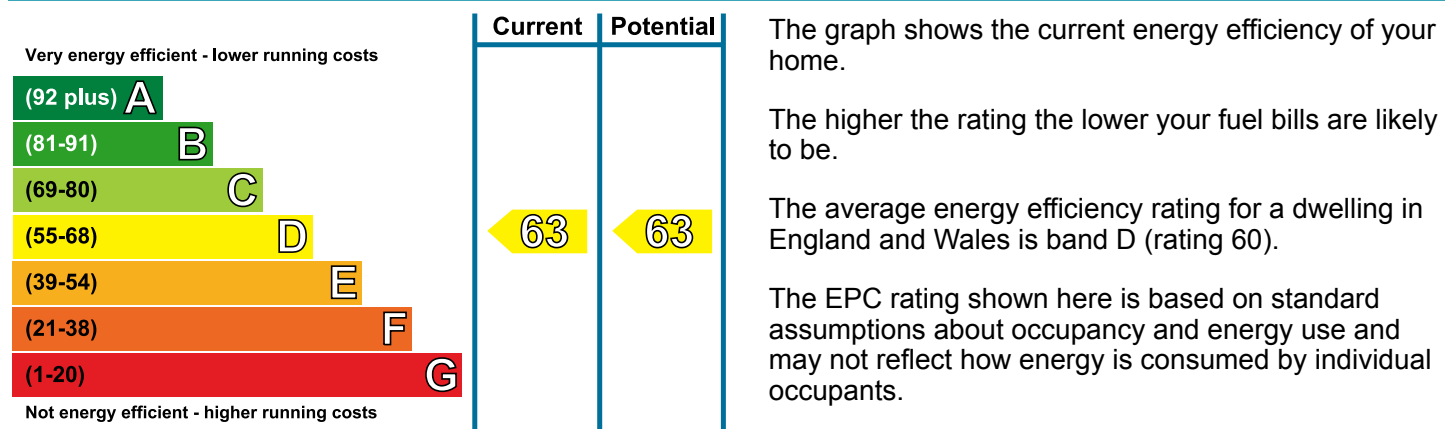 Current Potential
Very energy efficient - lower running costs
(92 plus) A
(81-91) B
(69-80) C
(55-68) D
63 63
(39-54) E
(21-38) F
(1-20) G
Not energy efficient - higher running costs
The graph shows the current energy efficiency of your
home.
The higher the rating the lower your fuel bills are likely
to be.
The average energy efficiency rating for a dwelling in
England and Wales is band D (rating 60).
The EPC rating shown here is based on standard
assumptions about occupancy and energy use and
may not reflect how energy is consumed by individual
occupants.